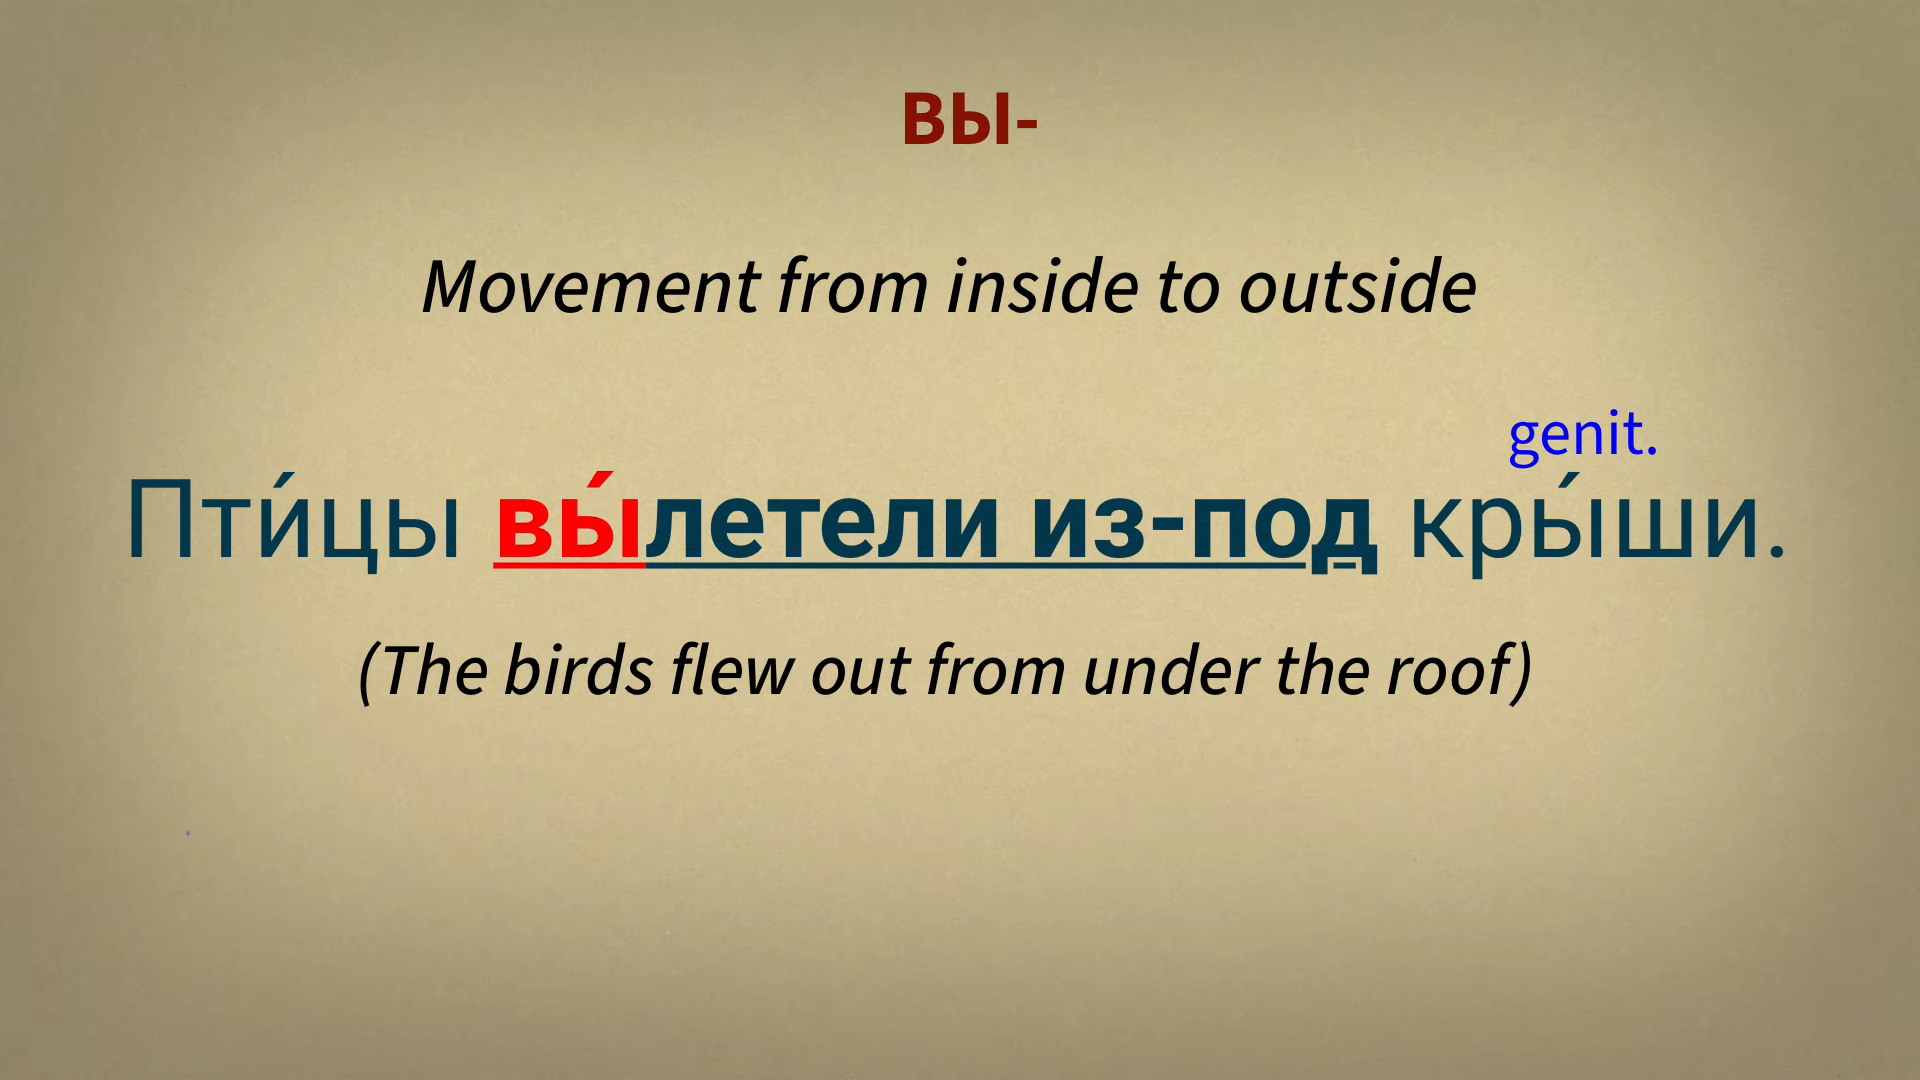 ВЫ-
Movement from inside to outside
genit.
Пти́цы вы́летели из-под кры́ши.
(The birds flew out from under the roof)